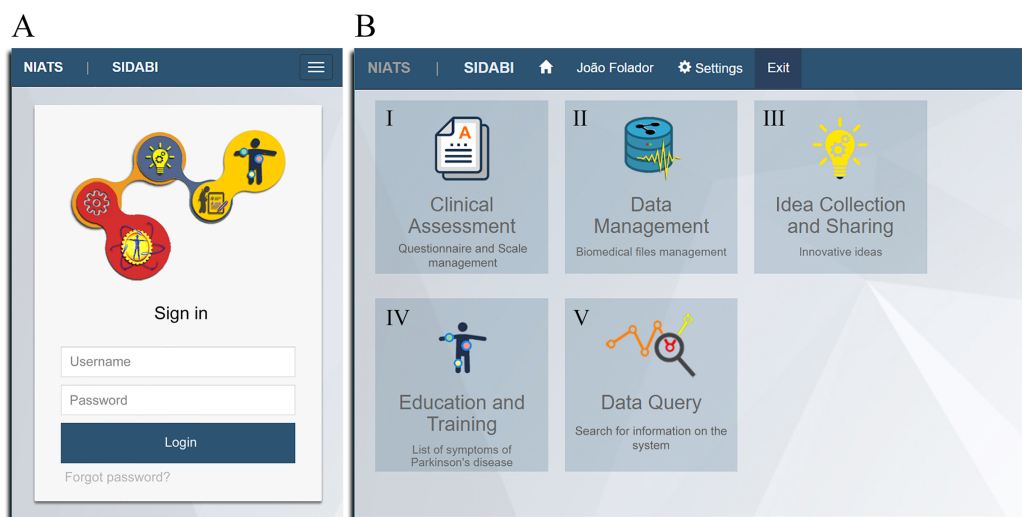 A
B
NIATS | SIDABI
NIATS | SIDABI João Folador Settings Exit
Sign in
Username
Password
Login
Forgot password?
I
A
Clinical
Assessment
Questionnaire and Scale
management
II
Data
Management
Biomedical files management
III
Idea Collection
and Sharing
Innovative ideas
IV
Education and
Training
List of symptoms of
Parkinson's disease
V
Data Query
Search for information on the
system